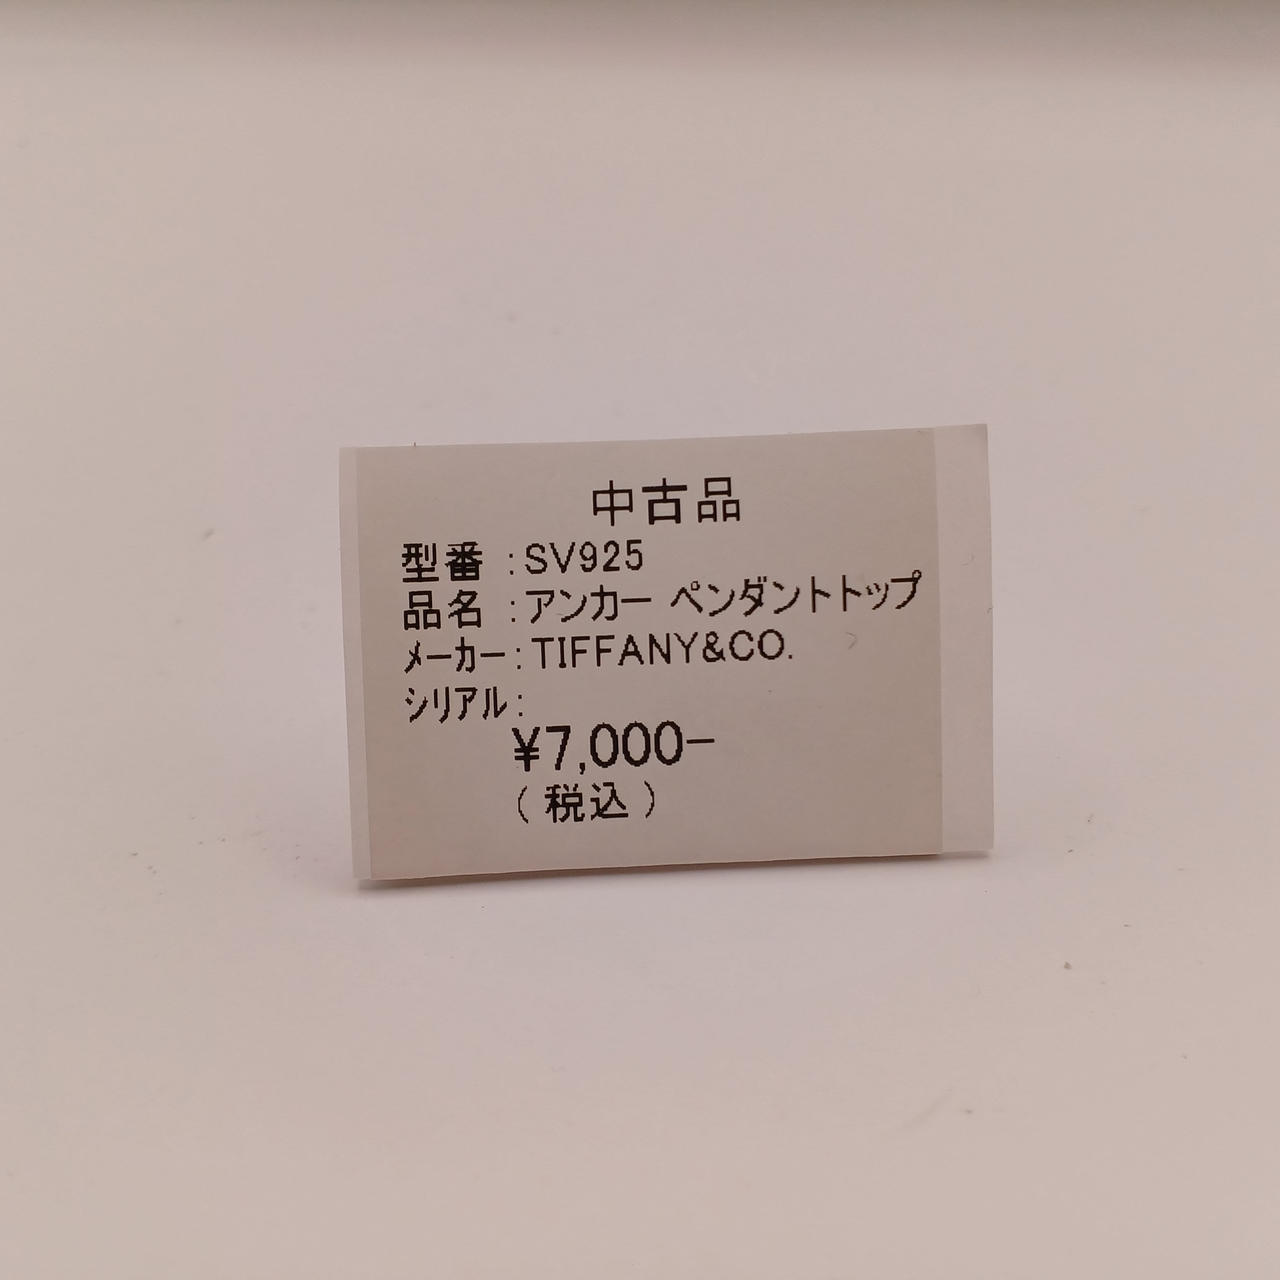 中古品
型番 :SV925
品名 :アンカー ペンダントトップ
メーカー:TIFFANY&CO.
シリアル:
¥7,000-
(税込)